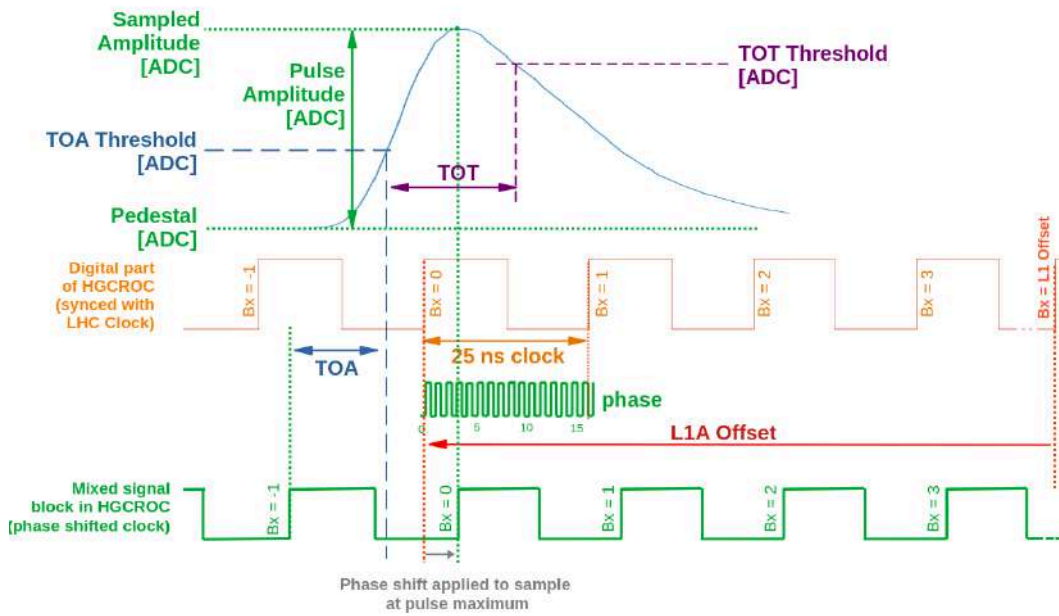 Sampled
Amplitude
[ADC]
Pulse
Amplitude
[ADC]
TOT Threshold
[ADC]
TOA Threshold
[ADC]
TOT
Pedestal
[ADC]
Digital part
of HGCROC
(synced with
LHC Clock)
Bx = -1
Bx = 0
Bx = 1
Bx = 2
Bx = 3
Bx = L1 Offset
TOA
25 ns clock
phase
0 5 10 15
L1A Offset
Mixed signal
block in HGCROC
(phase shifted clock)
Bx = -1
Bx = 0
Bx = 1
Bx = 2
Bx = 3
Phase shift applied to sample
at pulse maximum